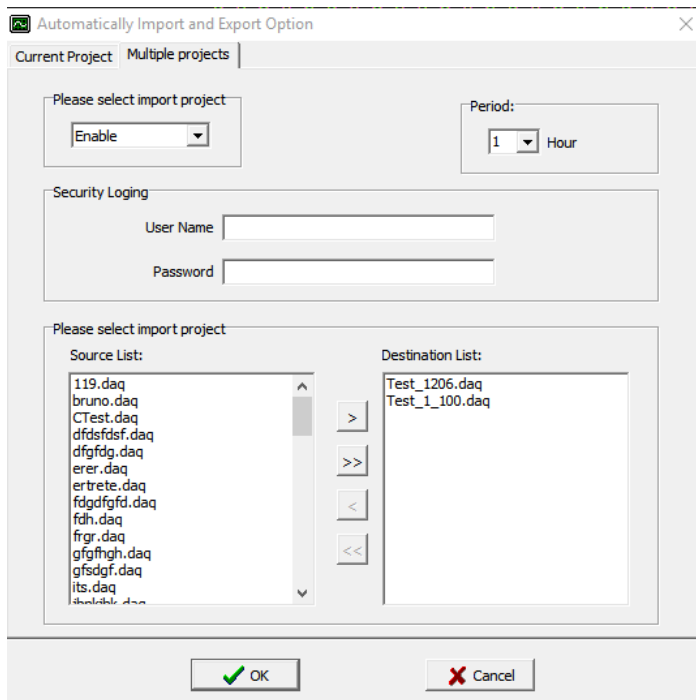 Automatically Import and Export Option
Current Project
Multiple projects
Please select import project
Enable
Period:
1
Hour
Security Loging
User Name
Password
Please select import project
Source List:
119.daq
bruno.daq
CTest.daq
dfdsfdsf.daq
dfgfdg.daq
erer.daq
ertrete.daq
fdgdfgfd.daq
fdh.daq
frgr.daq
gfgfhgh.daq
gfsdgf.daq
its.daq
>
>>
<
<<
Destination List:
Test_1206.daq
Test_1_100.daq
OK
Cancel